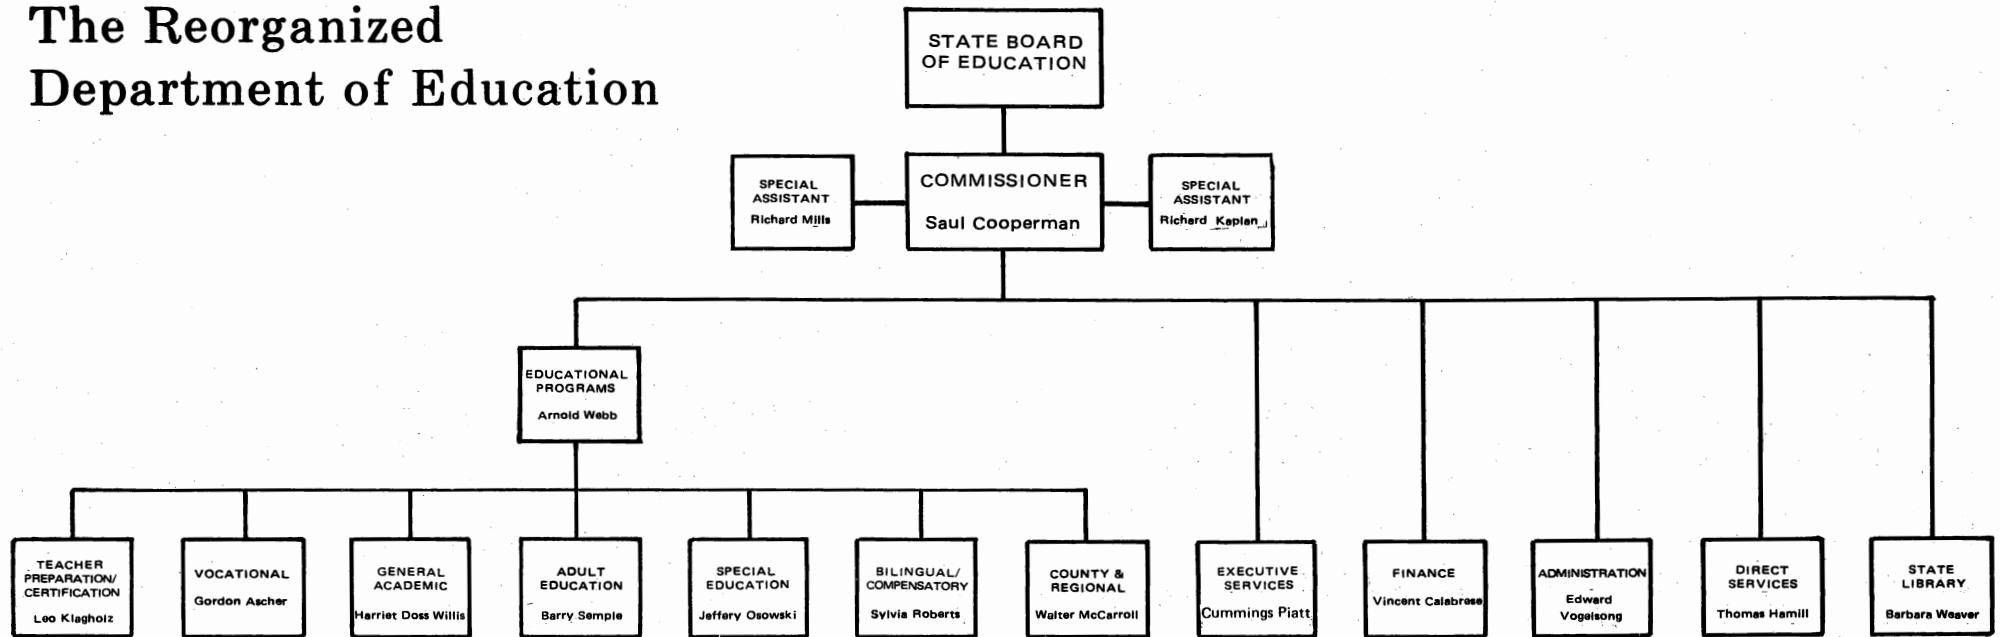 The Reorganized
Department of Education
STATE BOARD
OF EDUCATION
SPECIAL
ASSISTANT
Richard Mills
COMMISSIONER
Saul Cooperman
SPECIAL
ASSISTANT
Richard Kaplan
EDUCATIONAL
PROGRAMS
Arnold Webb
TEACHER
PREPARATION/
CERTIFICATION
Leo Klagholz
VOCATIONAL
Gordon Ascher
GENERAL
ACADEMIC
Harriet Doss Willis
ADULT
EDUCATION
Barry Semple
SPECIAL
EDUCATION
Jeffery Osowski
BILINGUAL/
COMPENSATORY
Sylvia Roberts
COUNTY &
REGIONAL
Walter McCarroll
EXECUTIVE
SERVICES
Cummings Piatt
FINANCE
Vincent Calabrese
ADMINISTRATION
Edward
Vogelsong
DIRECT
SERVICES
Thomas Hamill
STATE
LIBRARY
Barbara Weaver